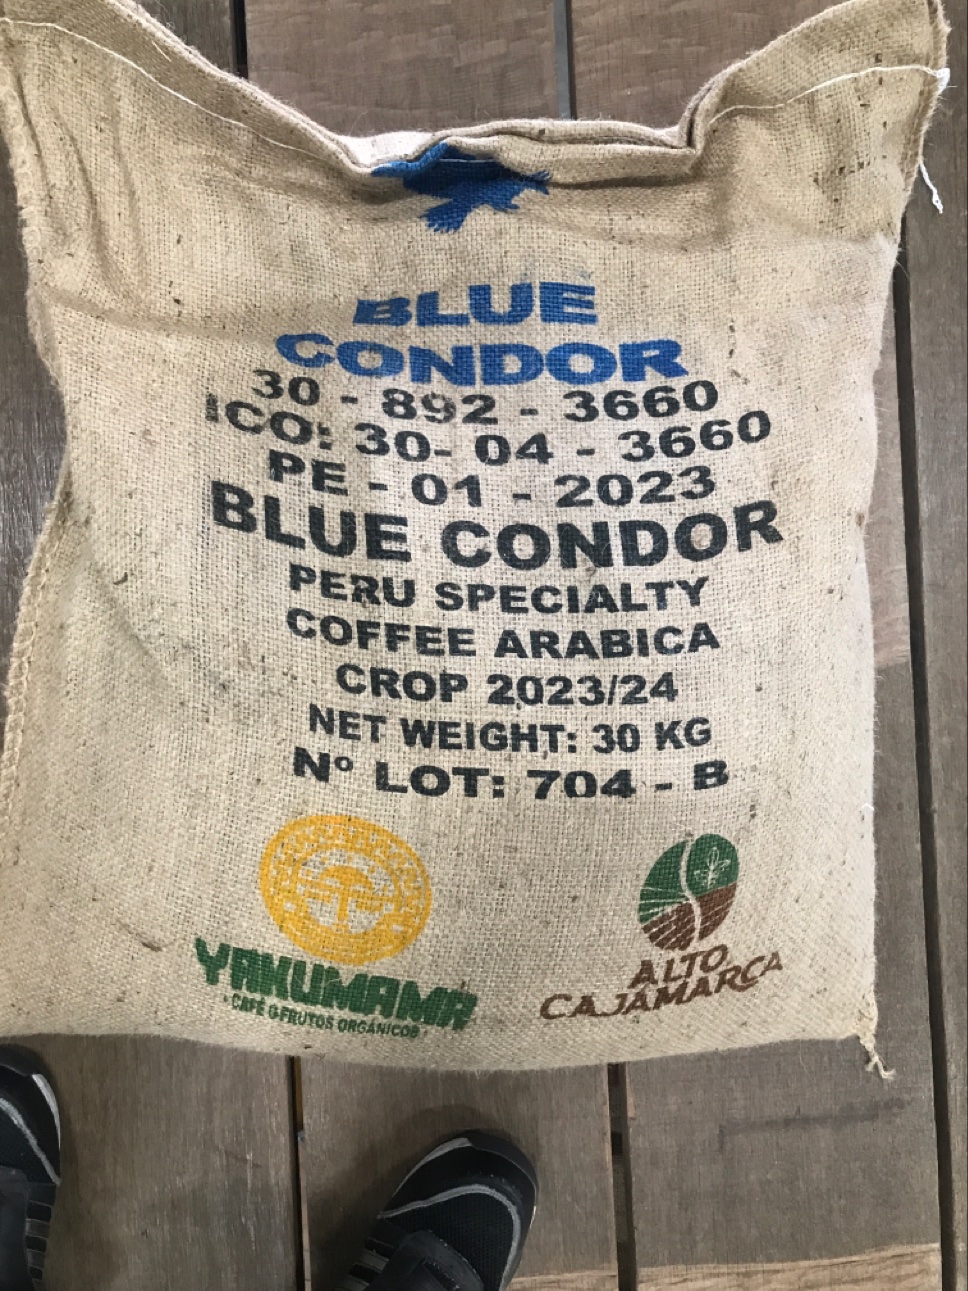 BLUE
CONDOR
30 - 892 - 3660
ICO: 30- 04 - 3660
PE - 01 - 2023
BLUE CONDOR
PERU SPECIALTY
COFFEE ARABICA
CROP 2023/24
NET WEIGHT: 30 KG
Nº LOT: 704 - B
YAKUMAMA
CAFÉ & FRUTOS ORGÁNICOS
ALTO
CAJAMARCA